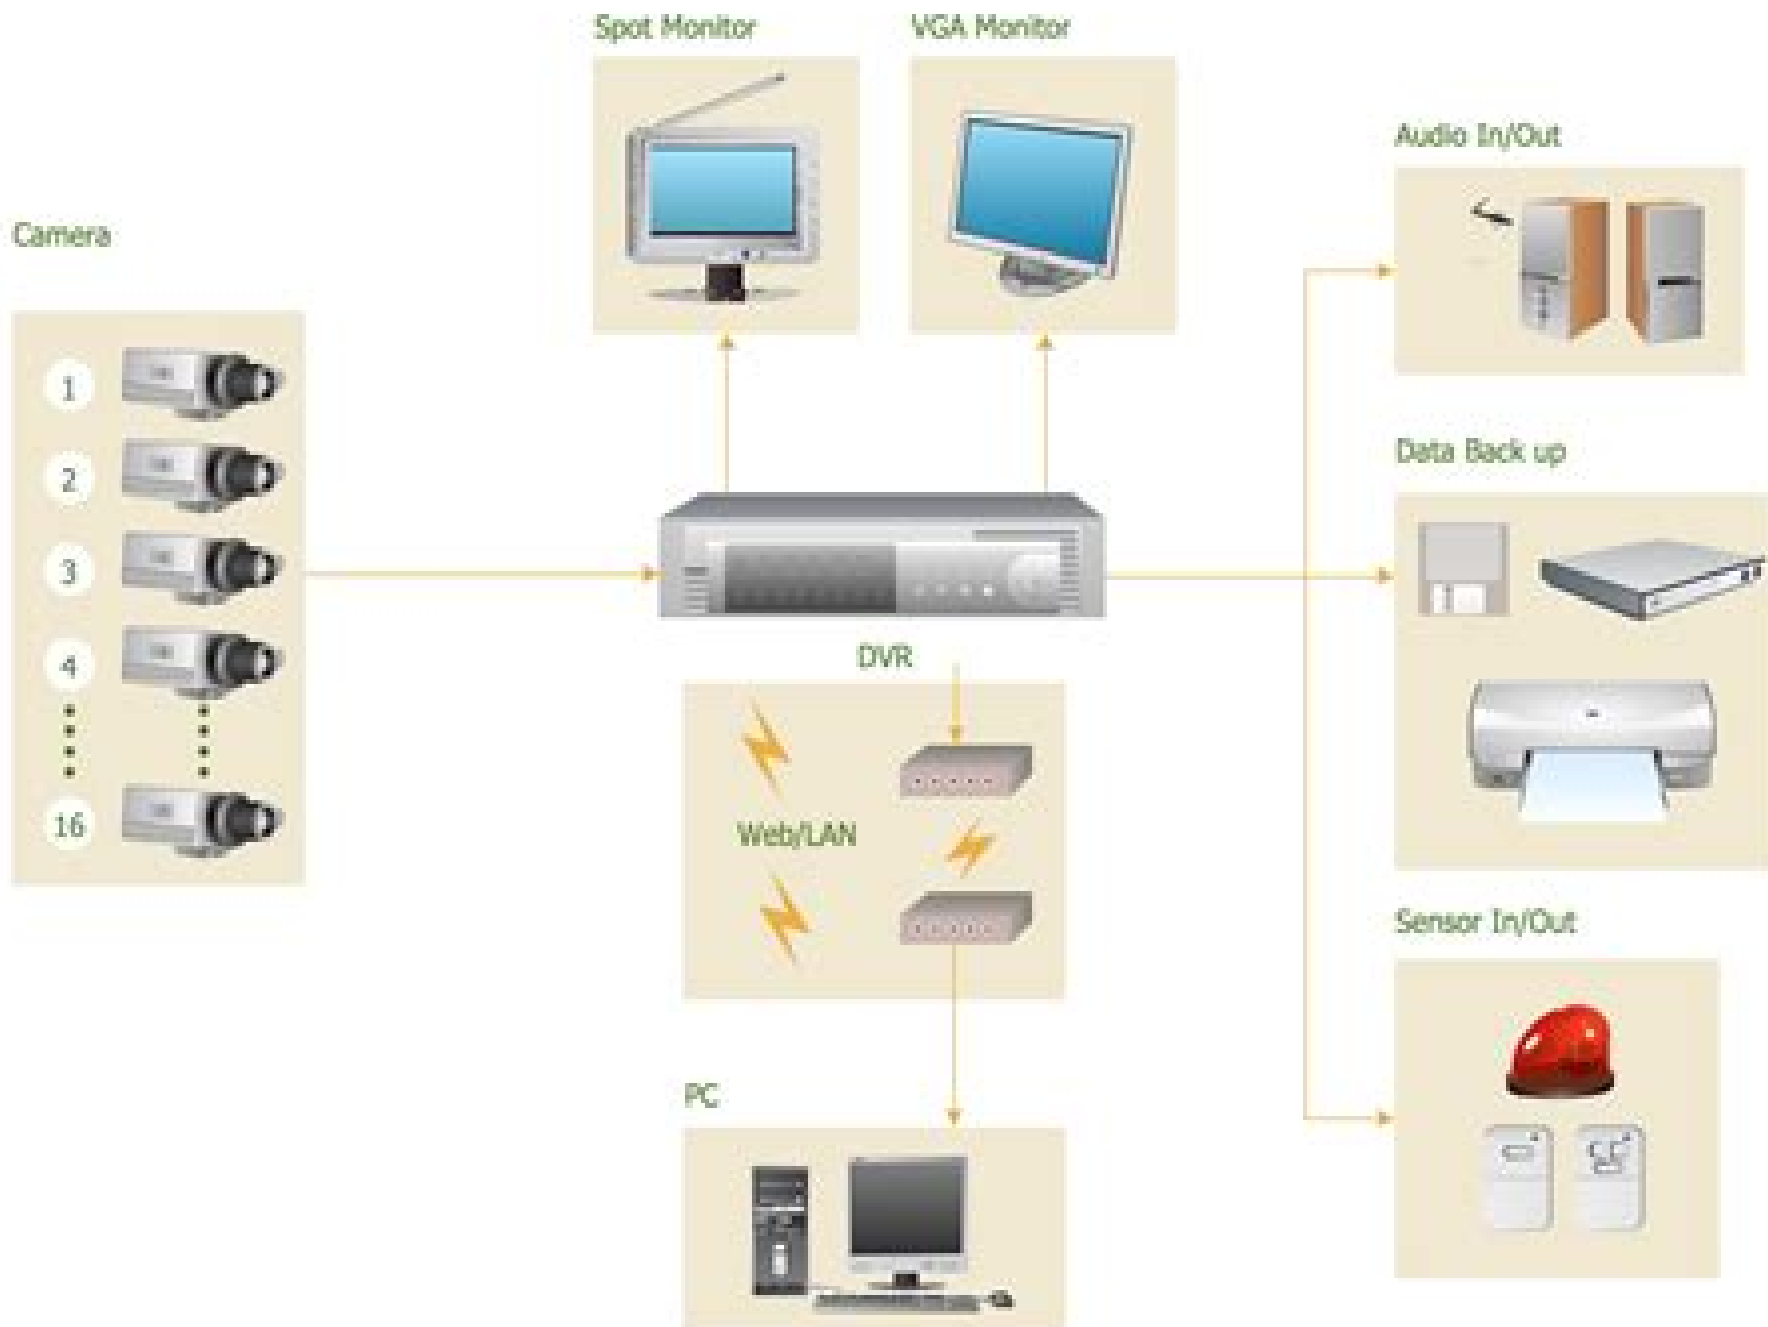 Spot Monitor
VGA Monitor
Audio In/Out
Camera
1
2
3
4
16
Data Back up
DVR
Web/LAN
Sensor In/Out
PC